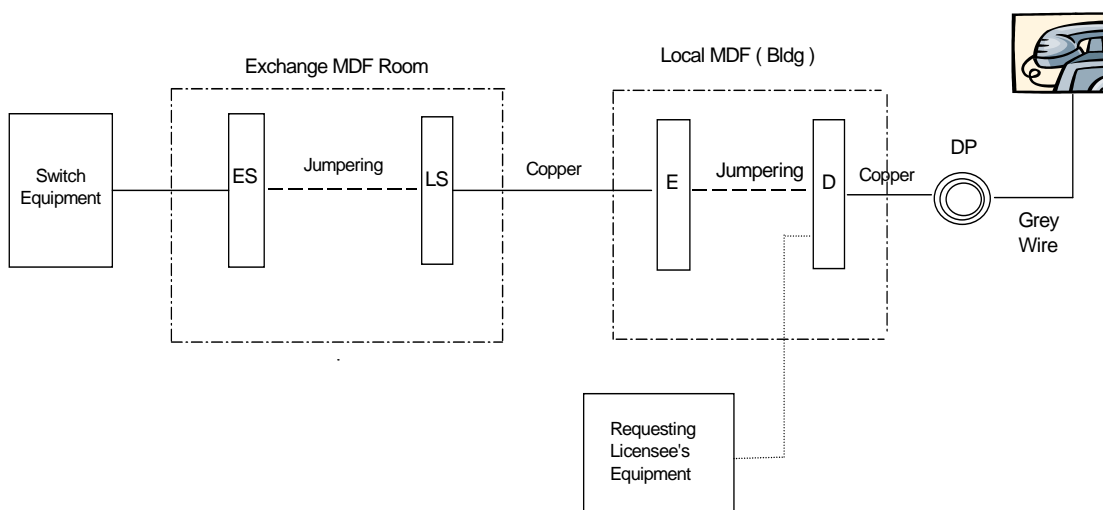 Exchange MDF Room
Local MDF ( Bldg )
Switch
Equipment
ES
Jumpering
LS
Copper
E
Jumpering
D
Copper
DP
Grey
Wire
Requesting
Licensee's
Equipment